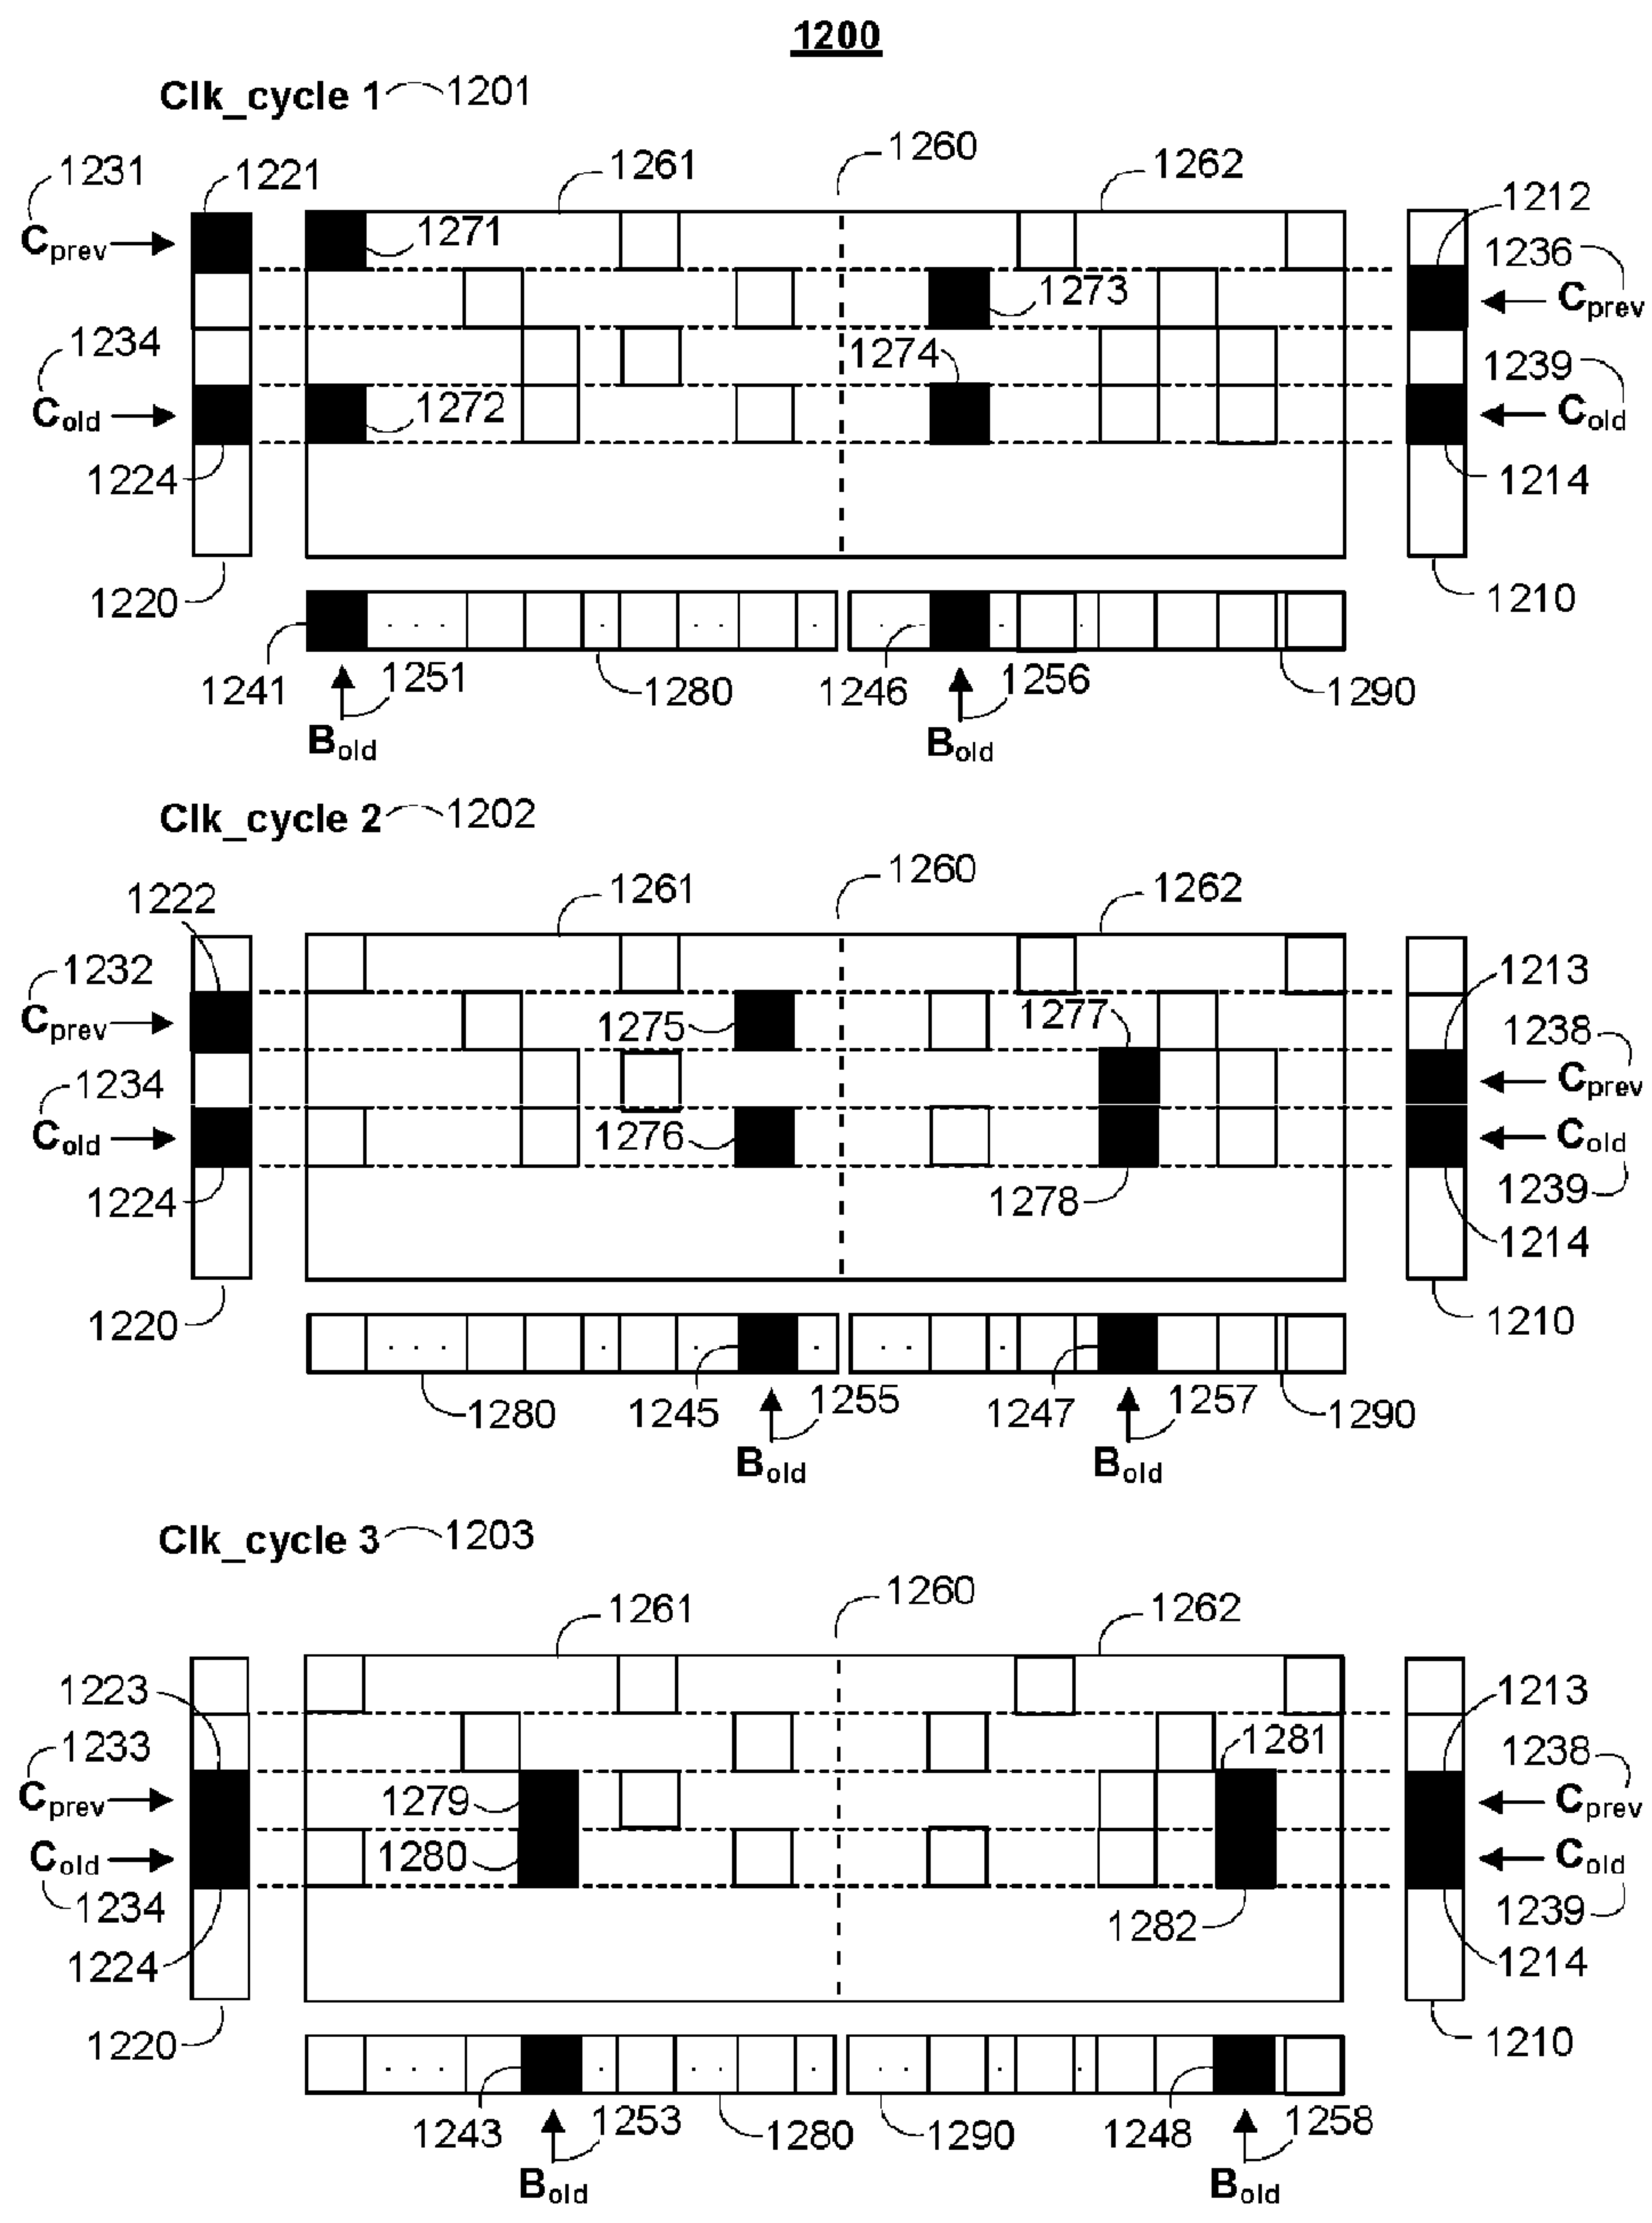 1200
Clk_cycle 1 1201
1231 1221 1261 1260 1262 1212
Cprev 1271 1236
1273 Cprev
1234 1274 1239
Cold 1272 Cold
1224 1214
1220 . . . . . . . . . . . 1210
1241 1251 1280 1246 1256 1290
Bold Bold
Clk_cycle 2 1202
1222 1261 1260 1262
1232 1213
Cprev 1275 1277 1238
1234 Cprev
Cold 1276 Cold
1224 1278 1239
1214
1220 . . . . . . . . . 1210
1280 1245 1255 1247 1257 1290
Bold Bold
Clk_cycle 3 1203
1261 1260 1262
1223 1213
1233 1281 1238
Cprev 1279 Cprev
Cold 1280 Cold
1234 1282 1239
1224 1214
1220 . . . . . . . . . . . 1210
1243 1253 1280 1290 1248 1258
Bold Bold